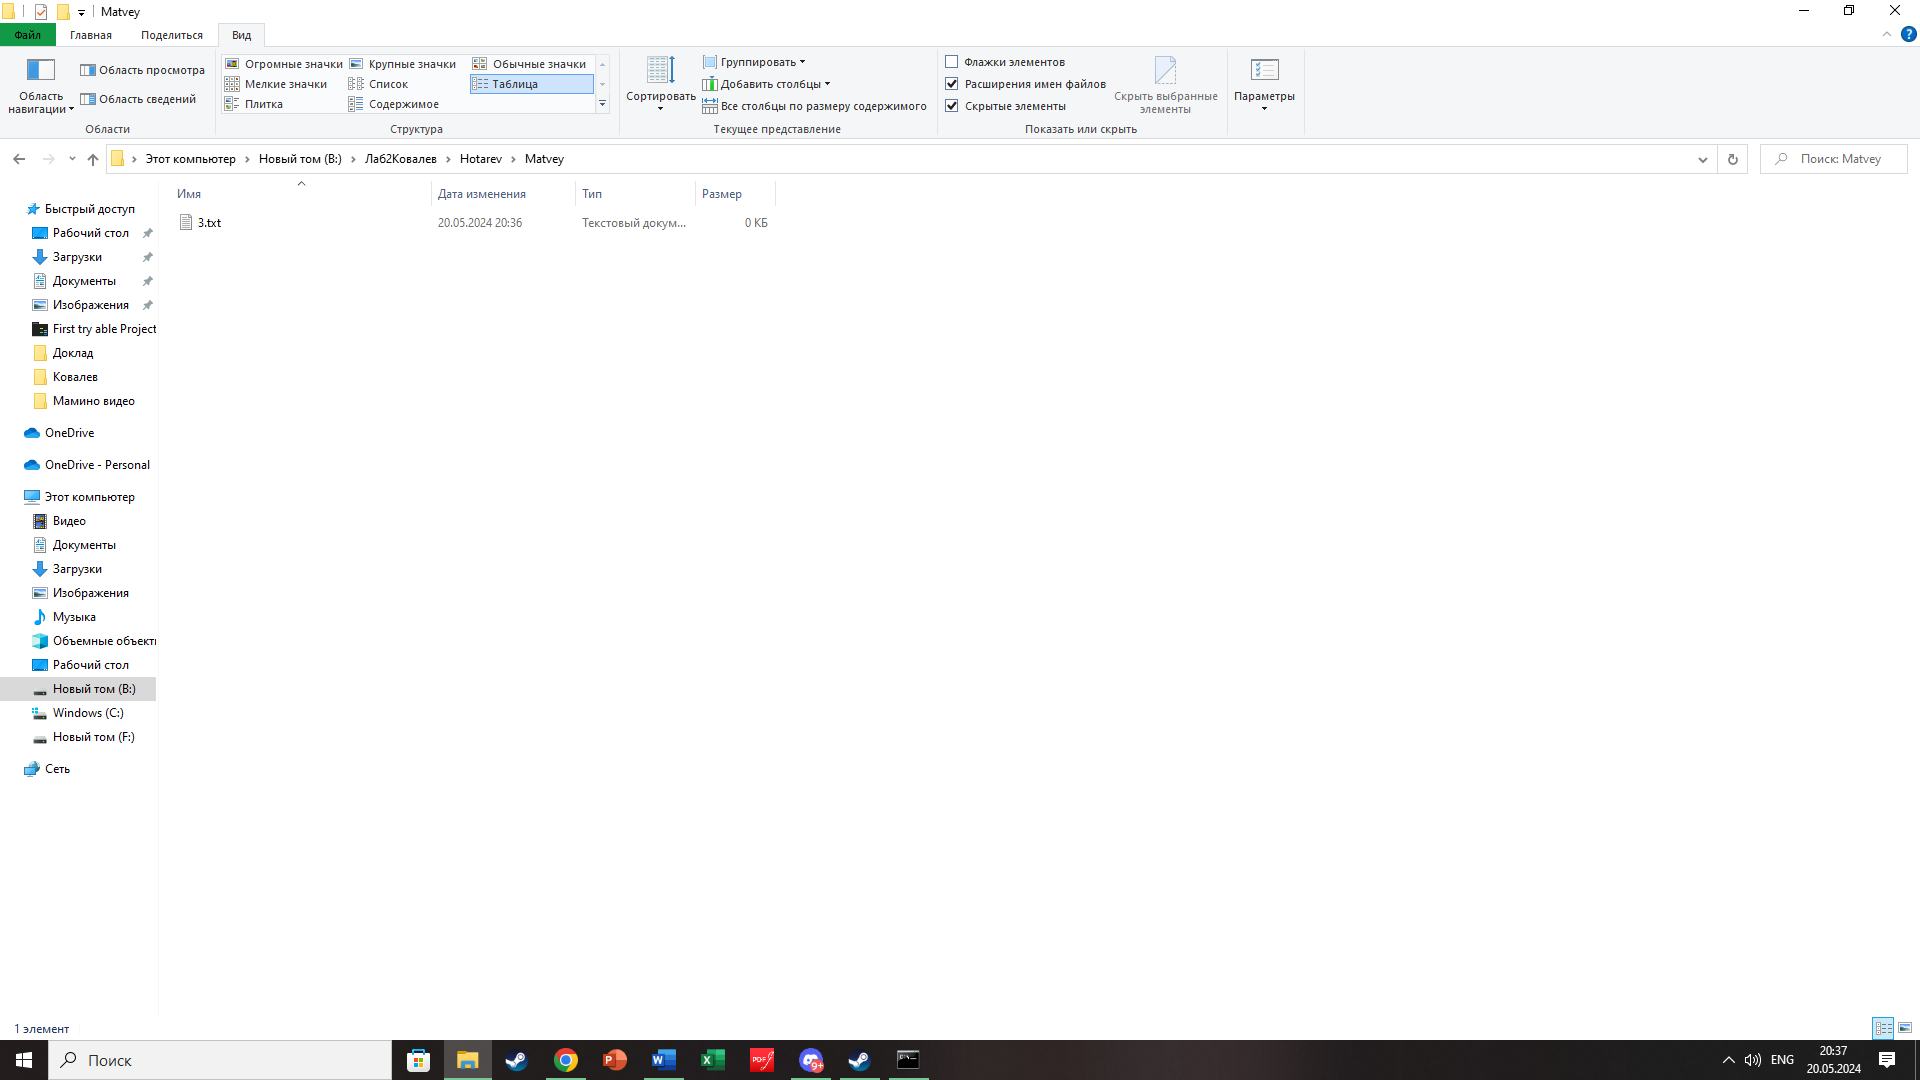 Matvey
Файл Главная Поделиться Вид
Область навигации
Область просмотра
Область сведений
Области
Огромные значки Крупные значки Обычные значки
Мелкие значки Список Таблица
Плитка Содержимое
Структура
Сортировать
Группировать
Добавить столбцы
Все столбцы по размеру содержимого
Текущее представление
Флажки элементов
Расширения имен файлов
Скрытые элементы
Скрыть выбранные
элементы
Показать или скрыть
Параметры
Этот компьютер Новый том (B:) Лаб2Ковалев Hotarev Matvey
Поиск: Matvey
Имя Дата изменения Тип Размер
3.txt 20.05.2024 20:36 Текстовый докум... 0 КБ
Быстрый доступ
Рабочий стол
Загрузки
Документы
Изображения
First try able Project
Доклад
Ковалев
Мамино видео
OneDrive
OneDrive - Personal
Этот компьютер
Видео
Документы
Загрузки
Изображения
Музыка
Объемные объекты
Рабочий стол
Новый том (B:)
Windows (C:)
Новый том (F:)
Сеть
1 элемент
Поиск
PDF
9+
ENG
20:37
20.05.2024